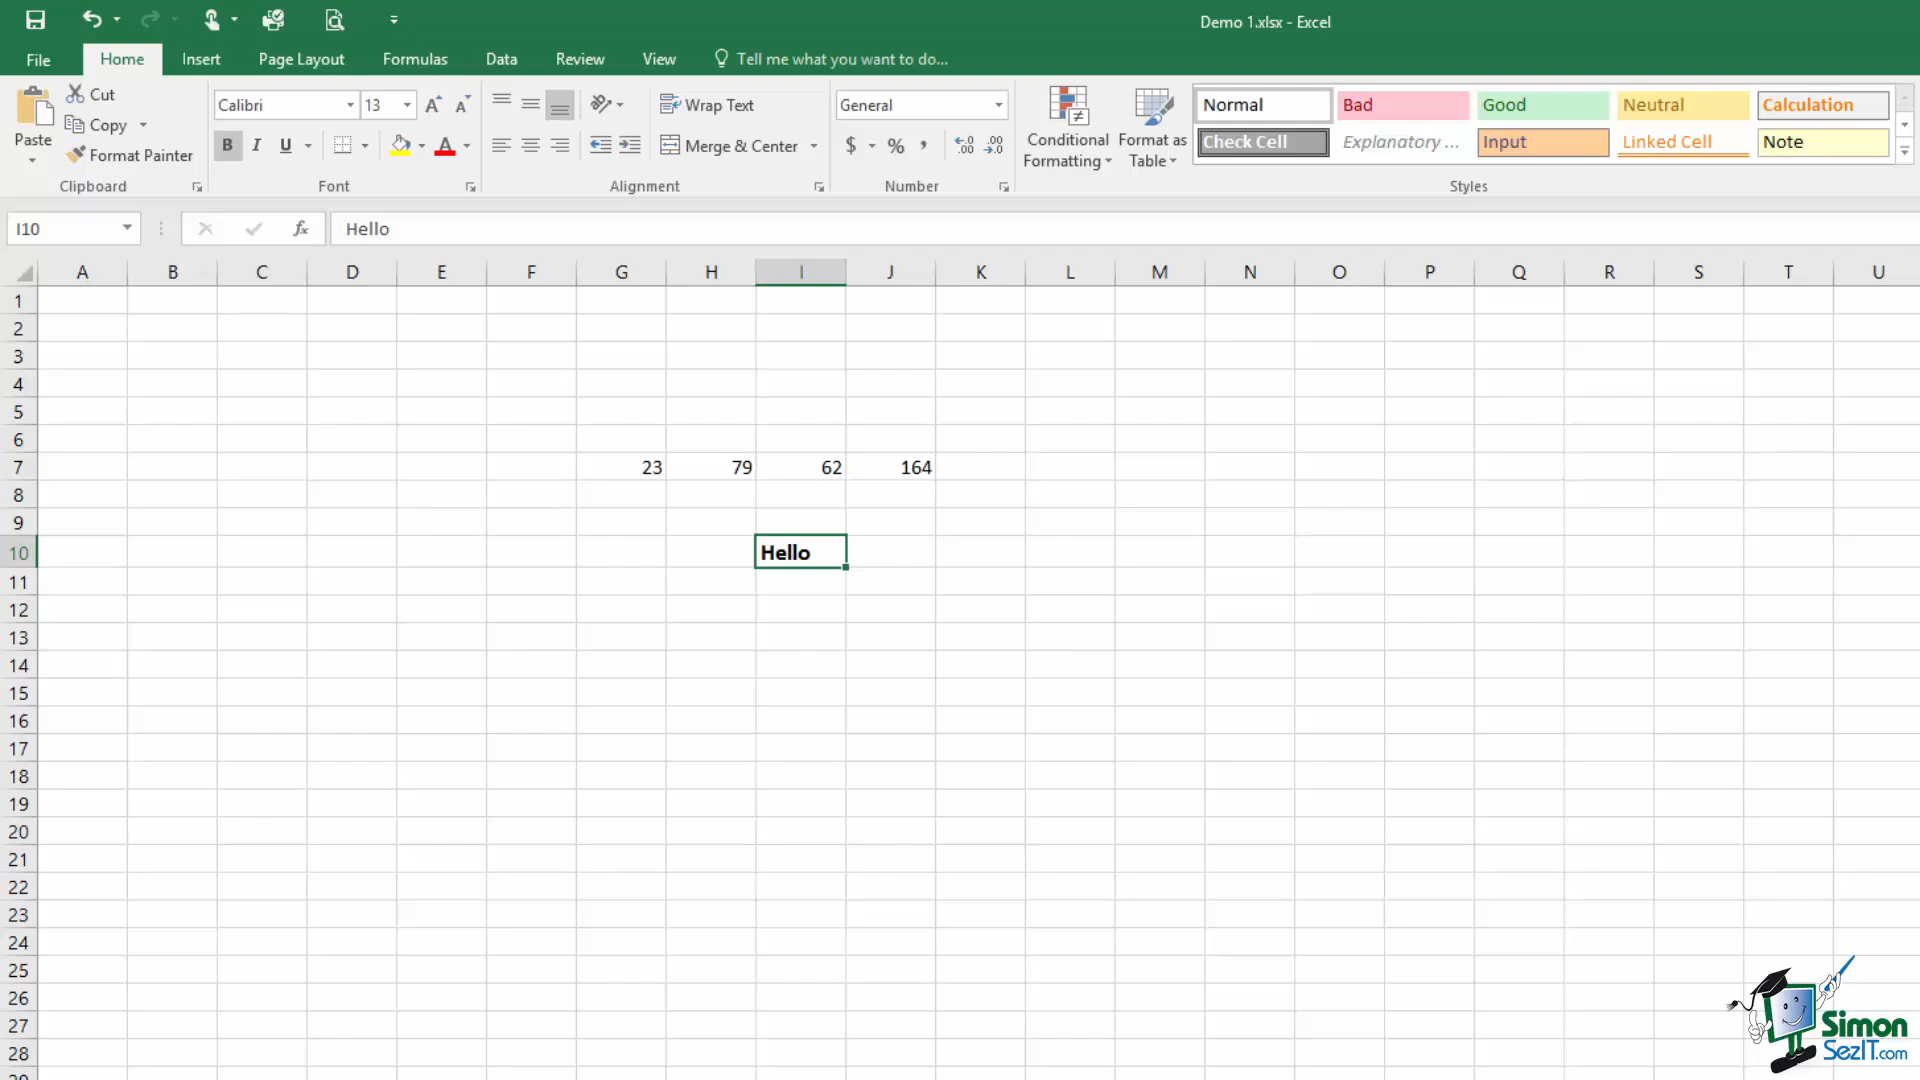 Demo 1.xlsx - Excel
File Home Insert Page Layout Formulas Data Review View Tell me what you want to do...
Paste
Cut
Copy
Format Painter
Clipboard
Calibri 13
B I U
Font
Wrap Text
Merge & Center
Alignment
General
$ % ,
Number
Conditional Formatting
Format as Table
Normal Bad Good Neutral Calculation
Check Cell Explanatory ... Input Linked Cell Note
Styles
I10 fx Hello
A B C D E F G H I J K L M N O P Q R S T U
1
2
3
4
5
6
7 23 79 62 164
8
9
10 Hello
11
12
13
14
15
16
17
18
19
20
21
22
23
24
25
26
27
28
Simon
SezIT.com